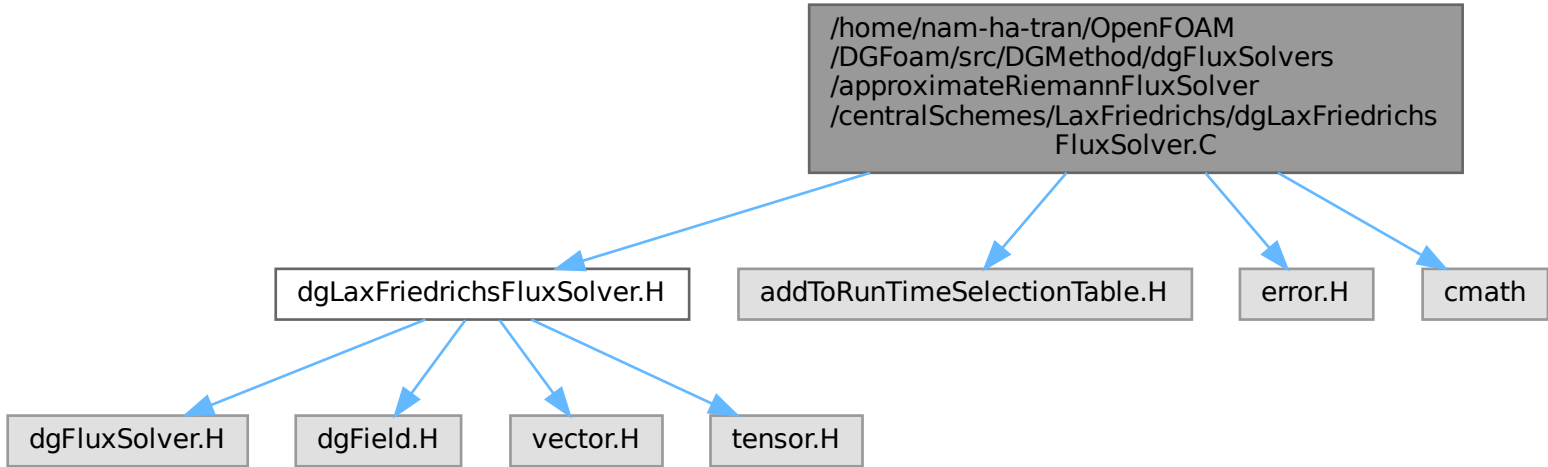 /home/nam-ha-tran/OpenFOAM
/DGFoam/src/DGMethod/dgFluxSolvers
/approximateRiemannFluxSolver
/centralSchemes/LaxFriedrichs/dgLaxFriedrichs
FluxSolver.C
dgLaxFriedrichsFluxSolver.H
addToRunTimeSelectionTable.H
error.H
cmath
dgFluxSolver.H
dgField.H
vector.H
tensor.H